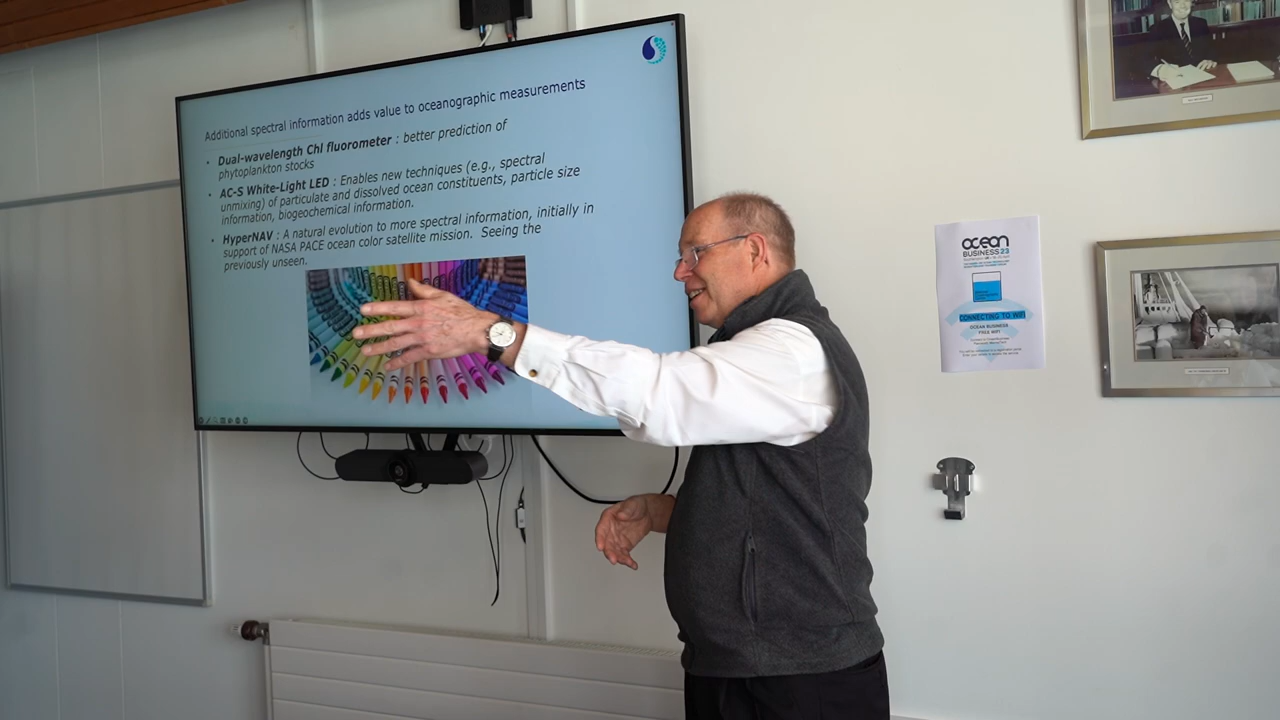 Additional spectral information adds value to oceanographic measurements
• Dual-wavelength Chl fluorometer : better prediction of
phytoplankton stocks
• AC-S White-Light LED : Enables new techniques (e.g., spectral
unmixing) of particulate and dissolved ocean constituents, particle size
information, biogeochemical information.
• HyperNAV : A natural evolution to more spectral information, initially in
support of NASA PACE ocean color satellite mission. Seeing the
previously unseen.
ocean
BUSINESS 23
CONNECTING TO WIFI
OCEAN BUSINESS
FREE WIFI